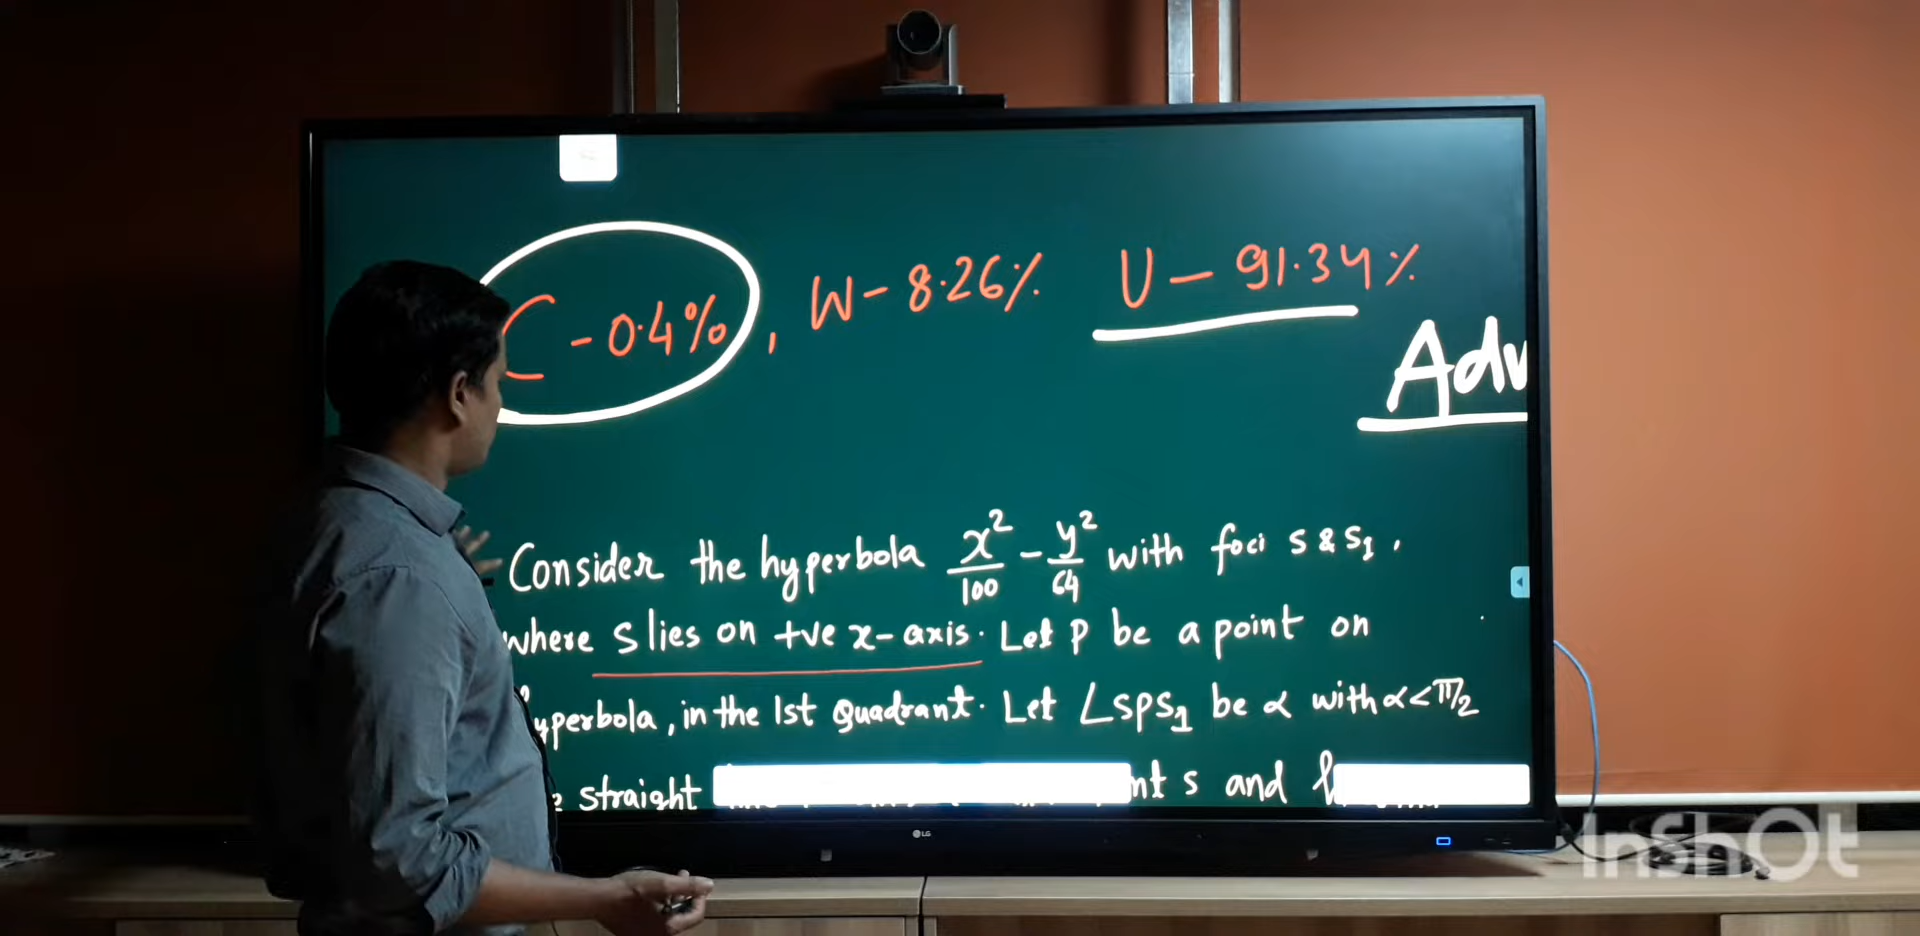 C - 0.4%, W - 8.26% U - 91.34%
Adv
Consider the hyperbola x²/100 - y²/64 with foci S & S₁,
where S lies on +ve x-axis. Let P be a point on
yperbola, in the 1st Quadrant. Let ∠SPS₁ be α with α < π/2
straight nt S and
LG
InShOt